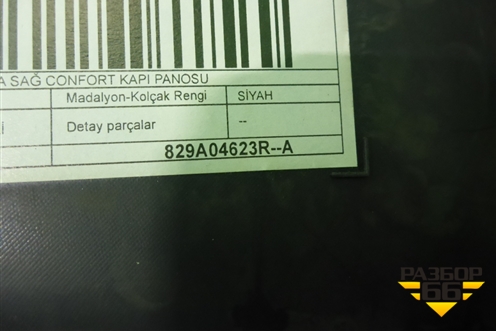 A SAĞ CONFORT KAPI PANOSU
Madalyon-Kolçak Rengi SİYAH
Detay parçalar --
829A04623R--A
РАЗБОР
66